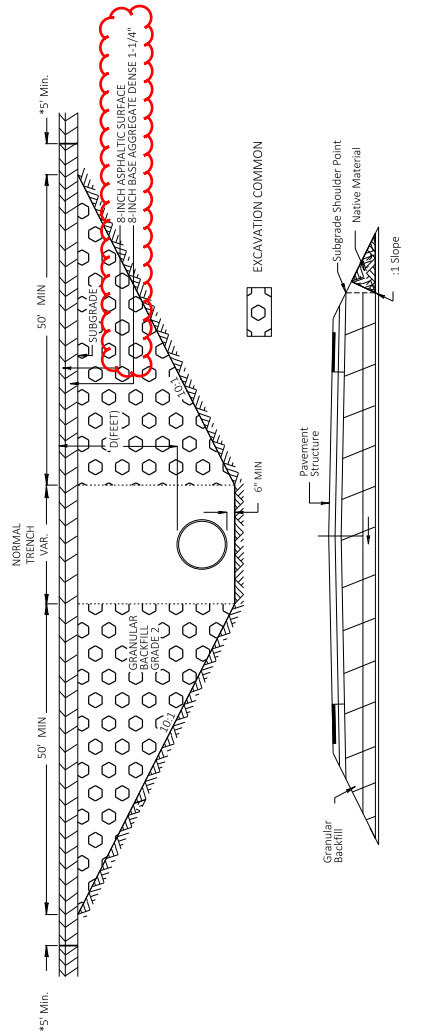 *5' Min.
50' MIN
NORMAL
TRENCH
VAR.
50' MIN
*5' Min.
GRANULAR
BACKFILL
GRADE 2
10:1
D(FEET)
SUBGRADE
8-INCH ASPHALTIC SURFACE
8-INCH BASE AGGREGATE DENSE 1-1/4"
10:1
6" MIN
EXCAVATION COMMON
Granular
Backfill
Pavement
Structure
Subgrade Shoulder Point
Native Material
:1 Slope